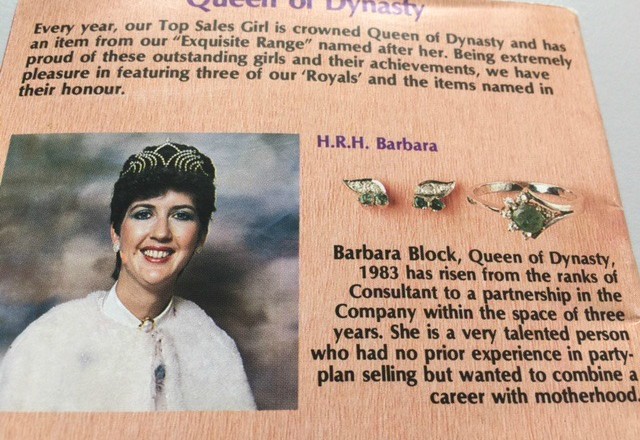 Queen of Dynasty
Every year, our Top Sales Girl is crowned Queen of Dynasty and has
an item from our "Exquisite Range" named after her. Being extremely
proud of these outstanding girls and their achievements, we have
pleasure in featuring three of our 'Royals' and the items named in
their honour.
H.R.H. Barbara
Barbara Block, Queen of Dynasty,
1983 has risen from the ranks of
Consultant to a partnership in the
Company within the space of three
years. She is a very talented person
who had no prior experience in party-
plan selling but wanted to combine a
career with motherhood.